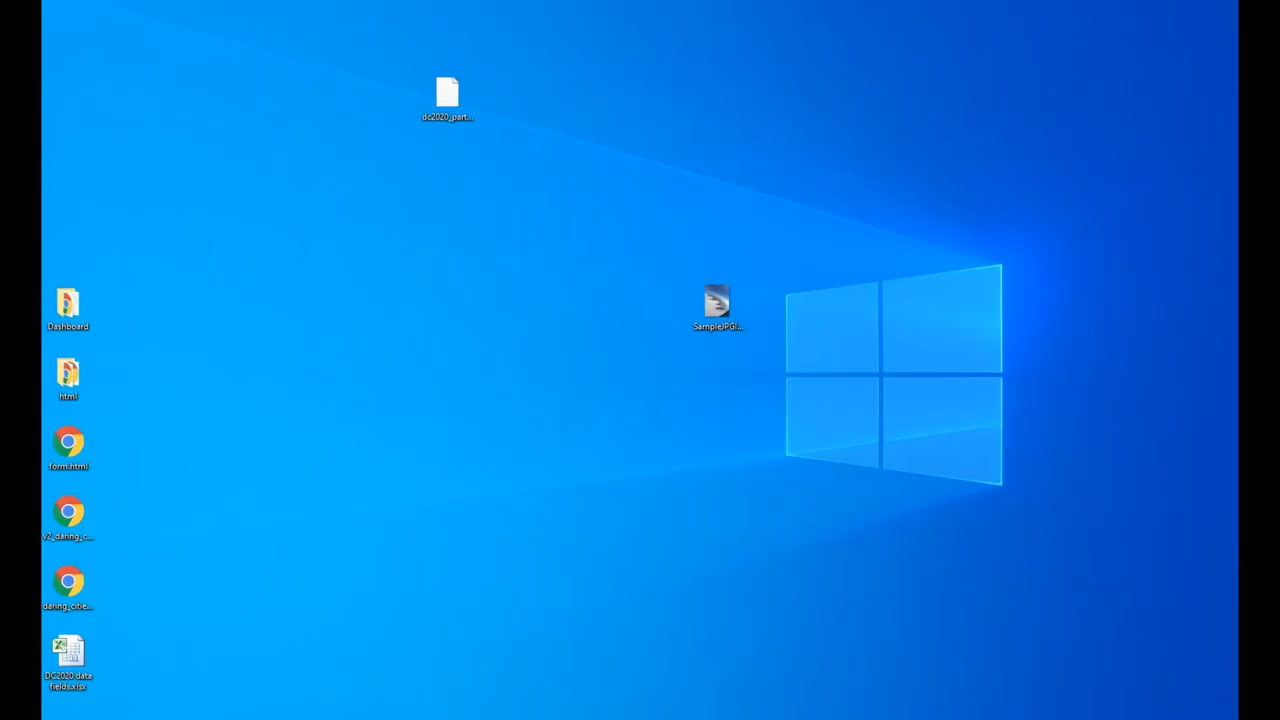 dc2020_part...
SampleJPGI...
Dashboard
html
form.html
v2_daring_c...
daring_citie...
DC2020 data
fields.xlsx